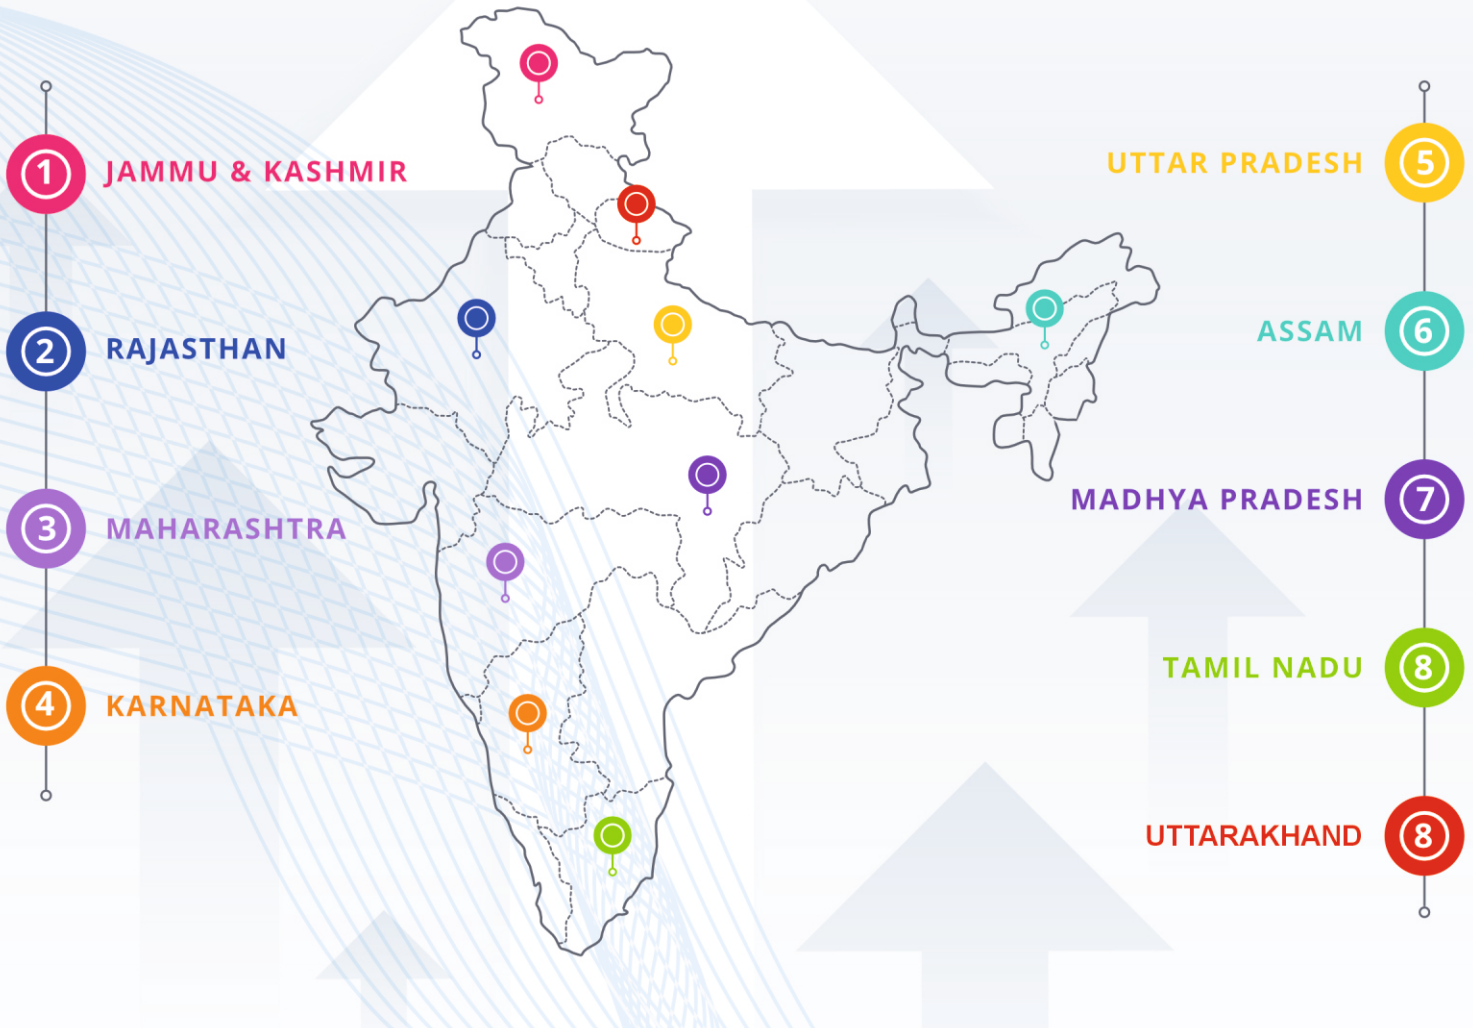 1 JAMMU & KASHMIR
2 RAJASTHAN
3 MAHARASHTRA
4 KARNATAKA
UTTAR PRADESH 5
ASSAM 6
MADHYA PRADESH 7
TAMIL NADU 8
UTTARAKHAND 8